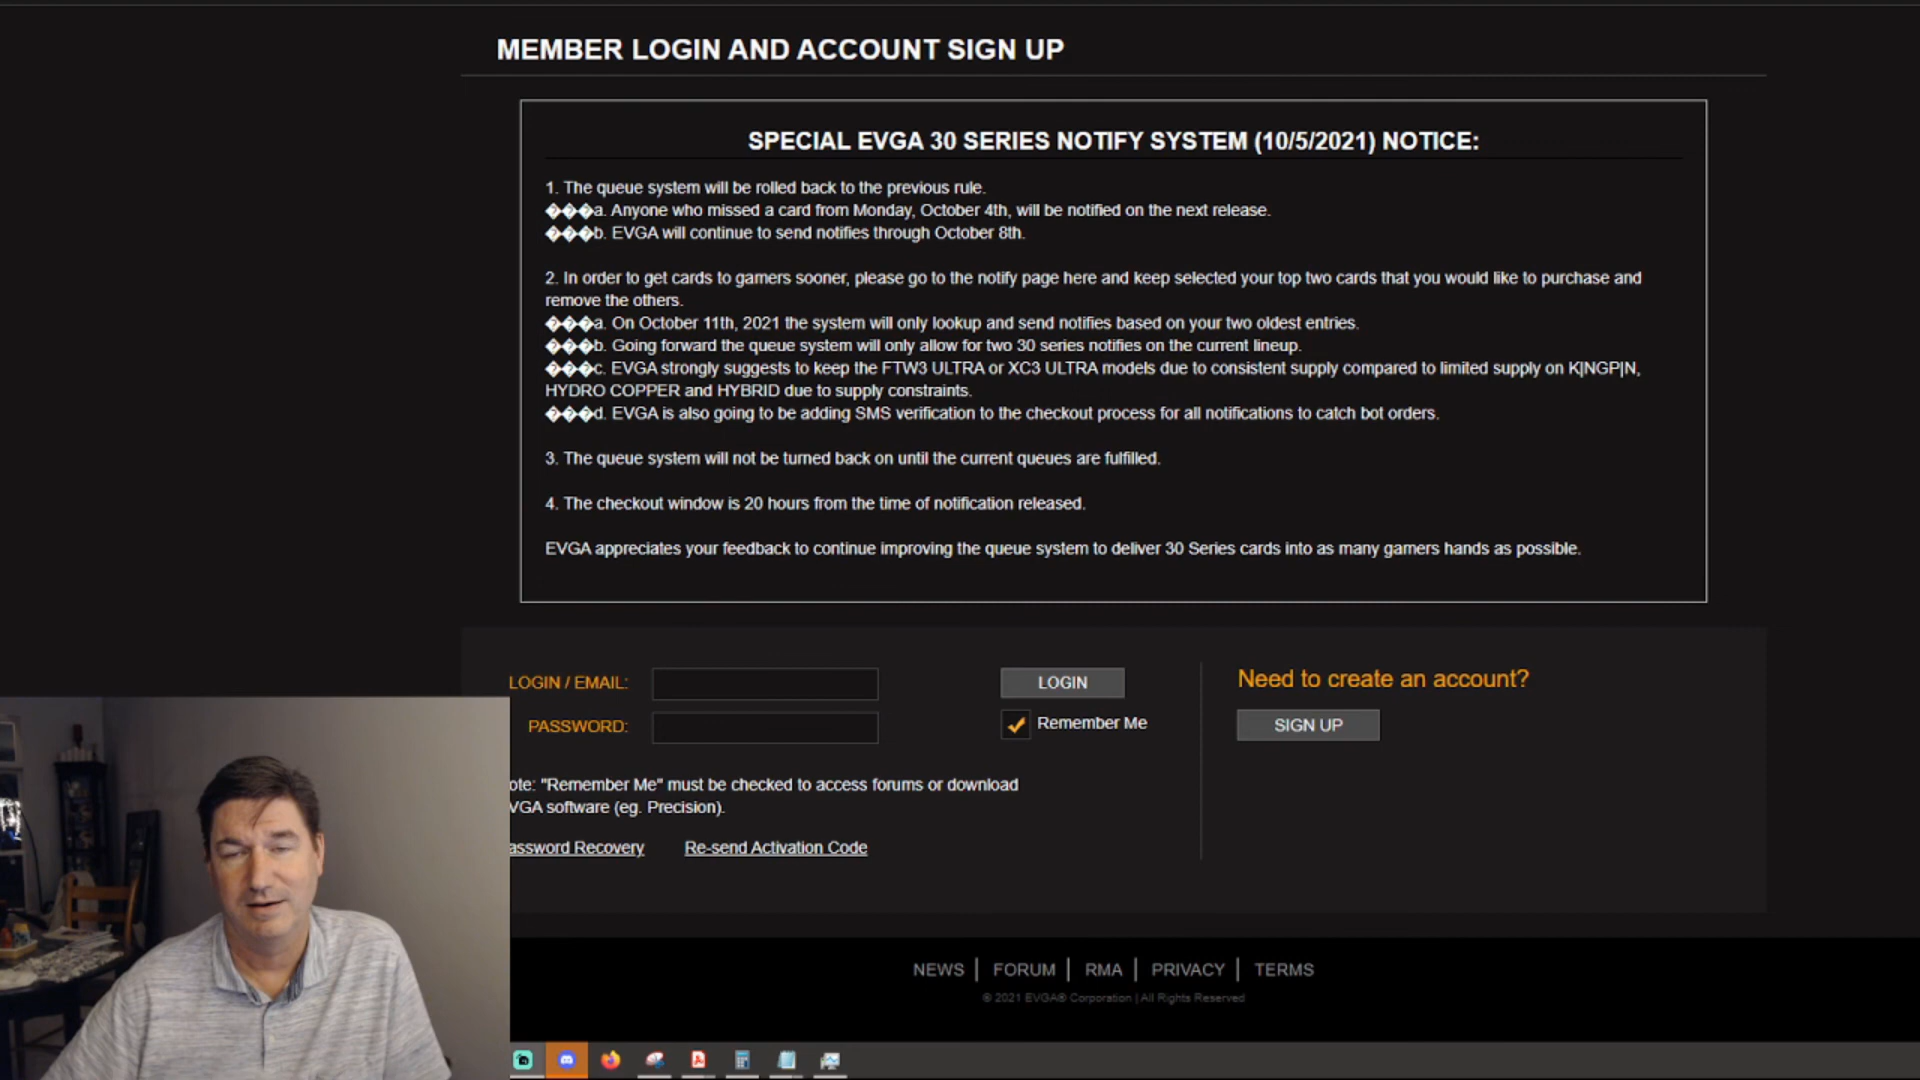 MEMBER LOGIN AND ACCOUNT SIGN UP
SPECIAL EVGA 30 SERIES NOTIFY SYSTEM (10/5/2021) NOTICE:
1. The queue system will be rolled back to the previous rule.
���a. Anyone who missed a card from Monday, October 4th, will be notified on the next release.
���b. EVGA will continue to send notifies through October 8th.
2. In order to get cards to gamers sooner, please go to the notify page here and keep selected your top two cards that you would like to purchase and
remove the others.
���a. On October 11th, 2021 the system will only lookup and send notifies based on your two oldest entries.
���b. Going forward the queue system will only allow for two 30 series notifies on the current lineup.
���c. EVGA strongly suggests to keep the FTW3 ULTRA or XC3 ULTRA models due to consistent supply compared to limited supply on K|NGP|N,
HYDRO COPPER and HYBRID due to supply constraints.
���d. EVGA is also going to be adding SMS verification to the checkout process for all notifications to catch bot orders.
3. The queue system will not be turned back on until the current queues are fulfilled.
4. The checkout window is 20 hours from the time of notification released.
EVGA appreciates your feedback to continue improving the queue system to deliver 30 Series cards into as many gamers hands as possible.
LOGIN / EMAIL:
LOGIN
Need to create an account?
PASSWORD:
Remember Me
SIGN UP
ote: "Remember Me" must be checked to access forums or download
VGA software (eg. Precision).
assword Recovery
Re-send Activation Code
NEWS | FORUM | RMA | PRIVACY | TERMS
© 2021 EVGA® Corporation | All Rights Reserved